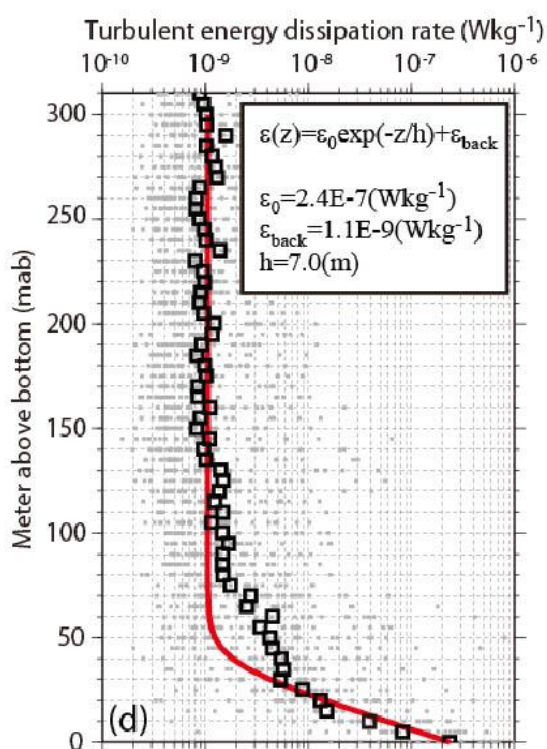 Turbulent energy dissipation rate (Wkg⁻¹)
10⁻¹⁰ 10⁻⁹ 10⁻⁸ 10⁻⁷ 10⁻⁶
300
ε(z)=ε₀exp(-z/h)+ε_back
ε₀=2.4E-7(Wkg⁻¹)
ε_back=1.1E-9(Wkg⁻¹)
h=7.0(m)
250
200
150
100
50
0
Meter above bottom (mab)
(d)